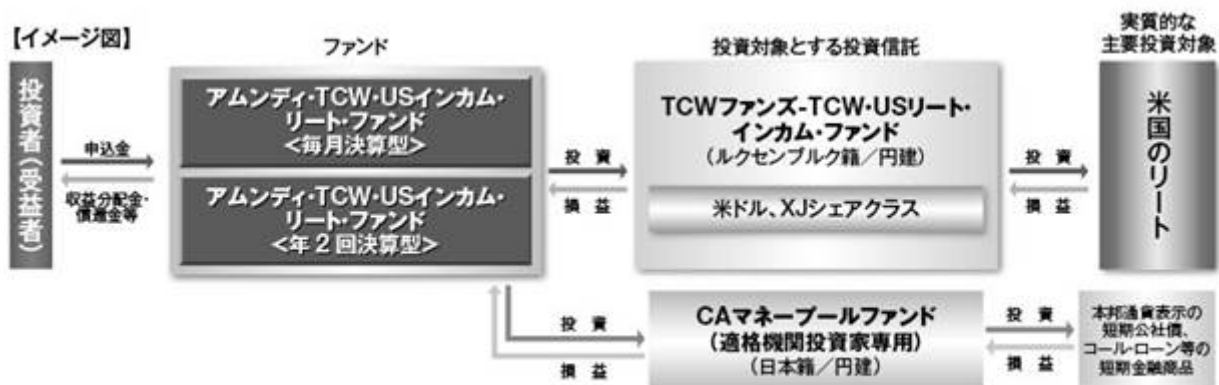 【イメージ図】
投資者(受益者)
申込金
収益分配金・
償還金等
ファンド
アムンディ・TCW・USインカム・
リート・ファンド
<毎月決算型>
アムンディ・TCW・USインカム・
リート・ファンド
<年2回決算型>
投資
損益
投資対象とする投資信託
TCWファンズ-TCW・USリート・
インカム・ファンド
(ルクセンブルク籍/円建)
米ドル、XJシェアクラス
投資
損益
実質的な
主要投資対象
米国のリート
投資
損益
CAマネープールファンド
(適格機関投資家専用)
(日本籍/円建)
投資
損益
本邦通貨表示の
短期公社債、
コール・ローン等の
短期金融商品